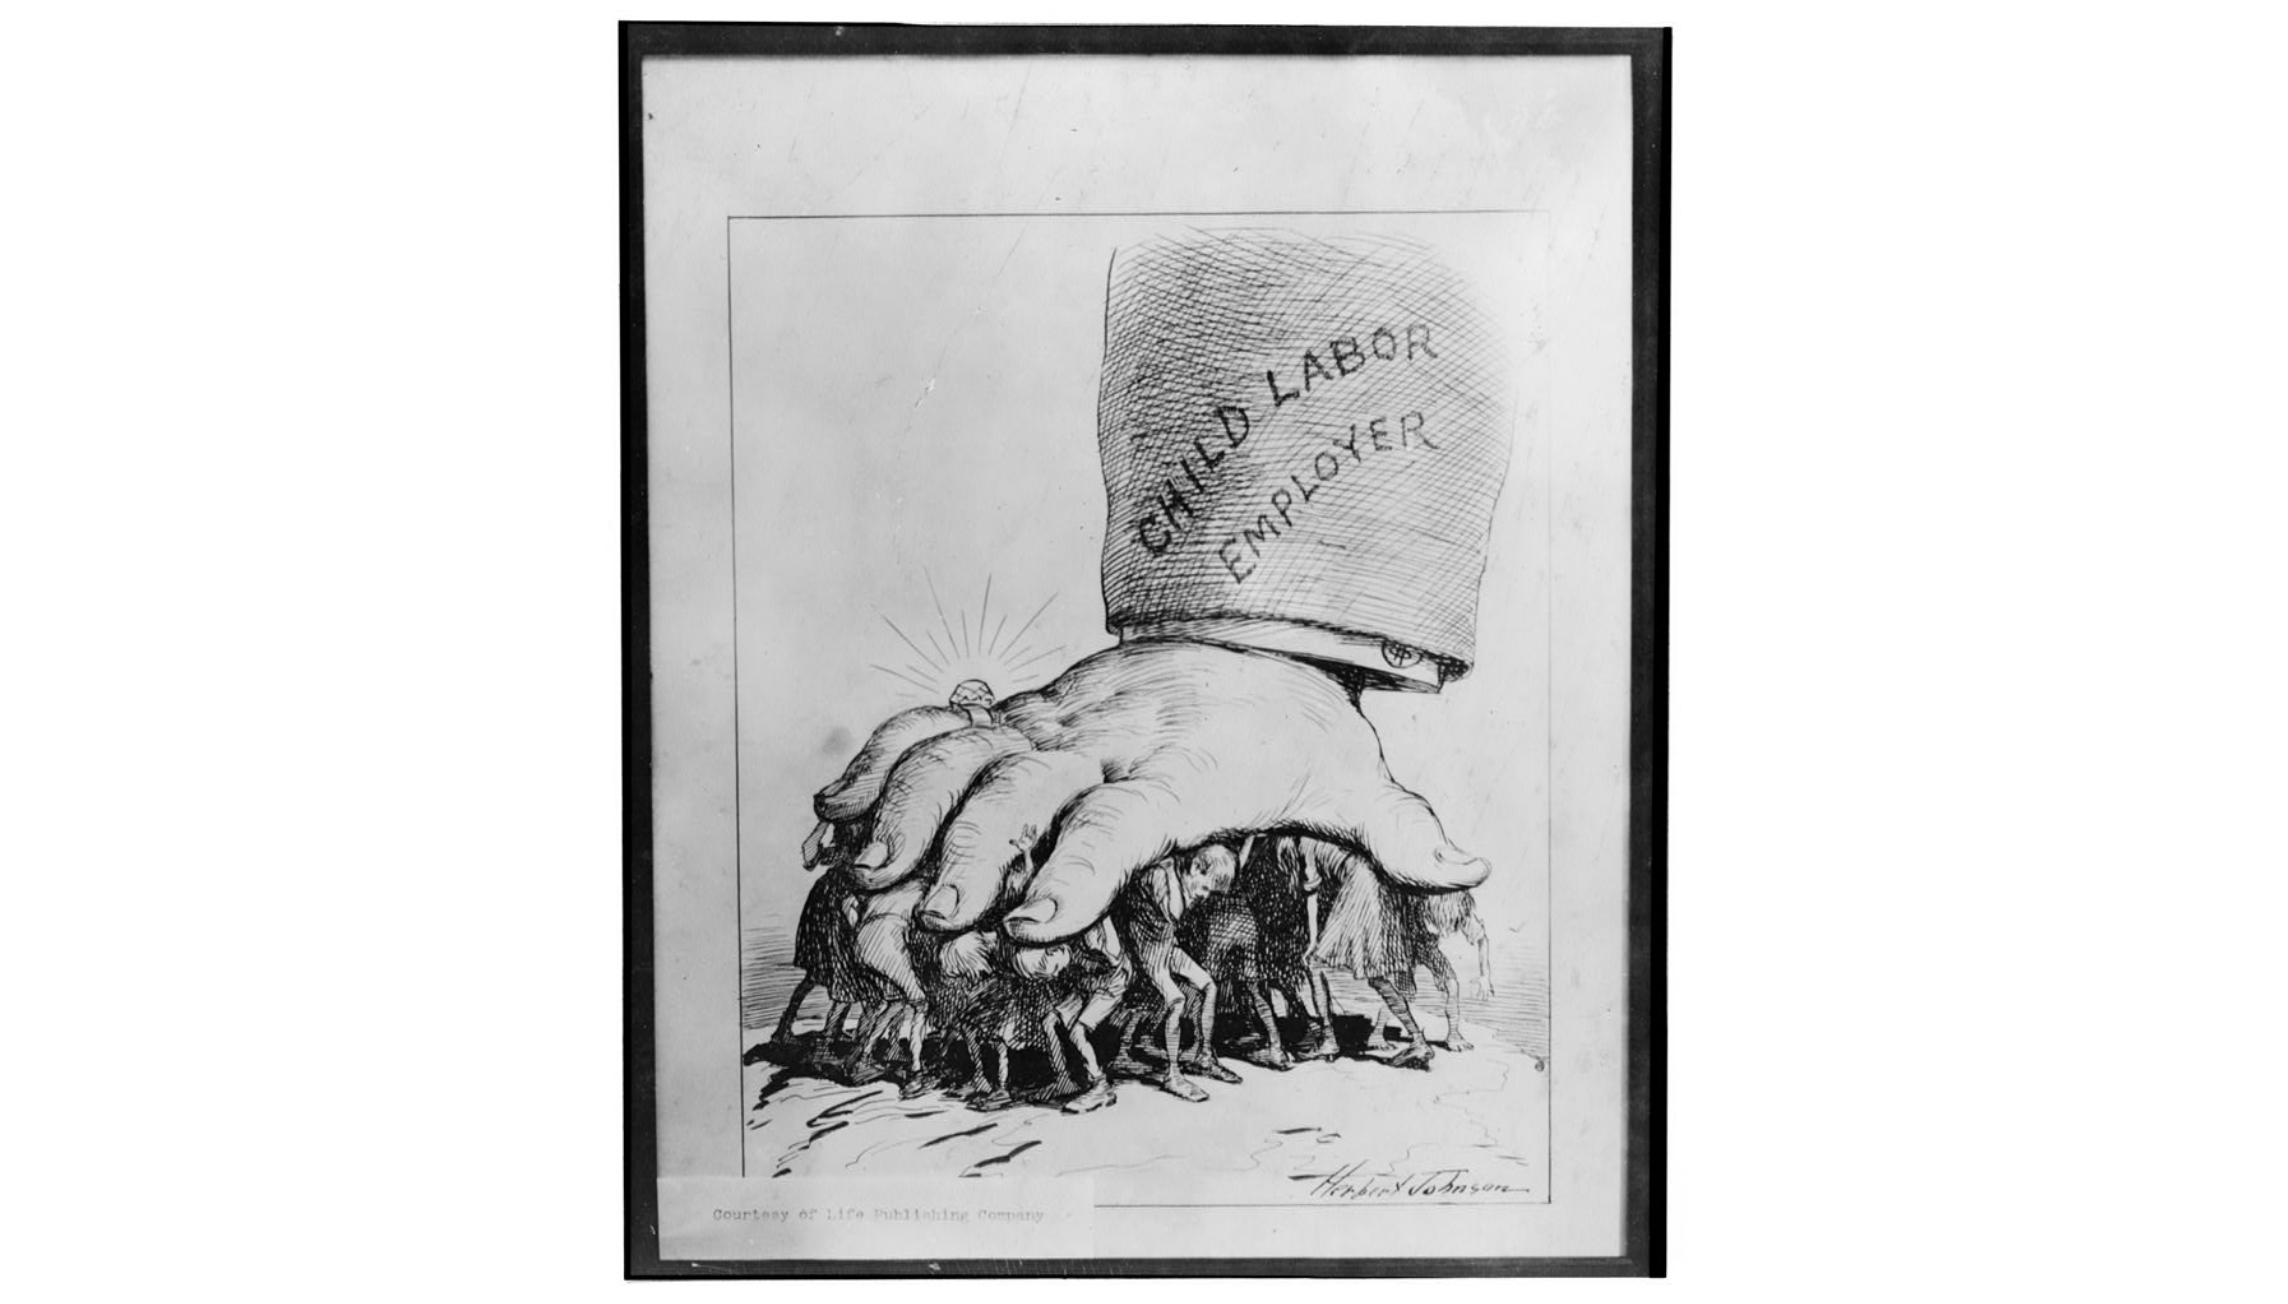 CHILD LABOR
EMPLOYER
$
Herbert Johnson
Courtesy of Life Publishing Company